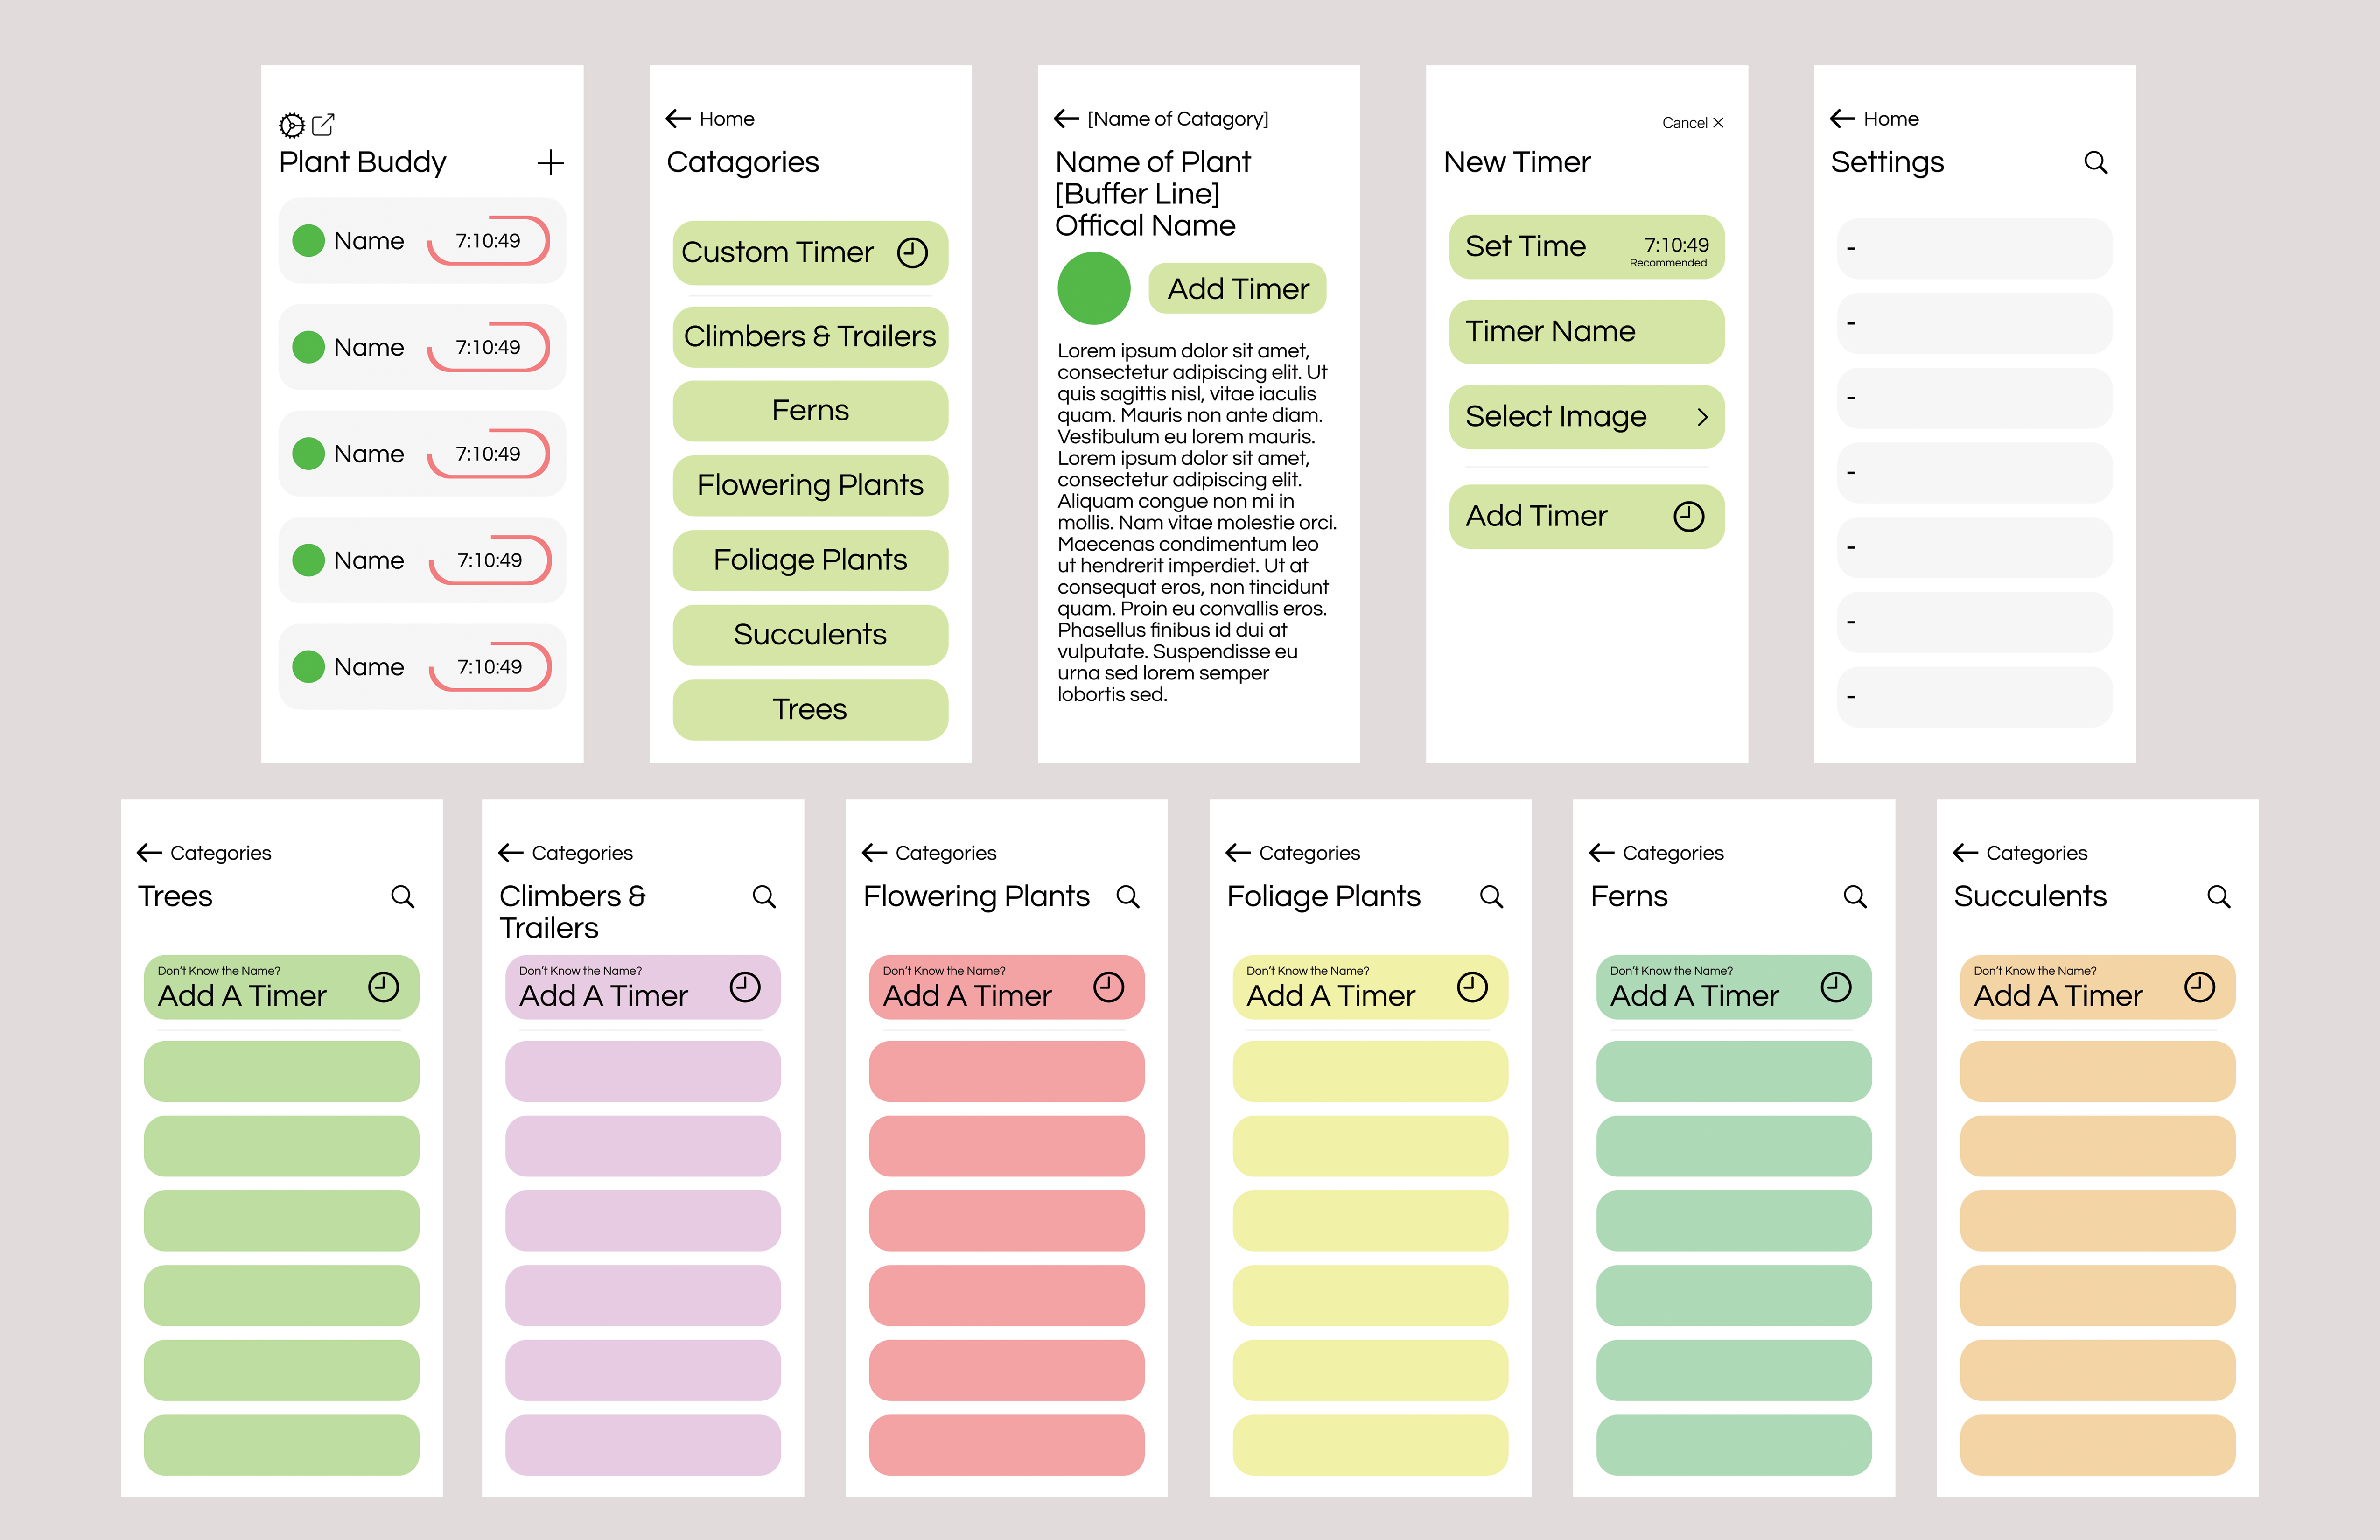 Plant Buddy
Name 7:10:49
Name 7:10:49
Name 7:10:49
Name 7:10:49
Name 7:10:49
Home
Catagories
Custom Timer
Climbers & Trailers
Ferns
Flowering Plants
Foliage Plants
Succulents
Trees
[Name of Catagory]
Name of Plant
[Buffer Line]
Offical Name
Add Timer
Lorem ipsum dolor sit amet,
consectetur adipiscing elit. Ut
quis sagittis nisl, vitae iaculis
quam. Mauris non ante diam.
Vestibulum eu lorem mauris.
Lorem ipsum dolor sit amet,
consectetur adipiscing elit.
Aliquam congue non mi in
mollis. Nam vitae molestie orci.
Maecenas condimentum leo
ut hendrerit imperdiet. Ut at
consequat eros, non tincidunt
quam. Proin eu convallis eros.
Phasellus finibus id dui at
vulputate. Suspendisse eu
urna sed lorem semper
lobortis sed.
Cancel ×
New Timer
Set Time 7:10:49
Recommended
Timer Name
Select Image >
Add Timer
Home
Settings
-
-
-
-
-
-
-
Categories
Trees
Don't Know the Name?
Add A Timer
Categories
Climbers &
Trailers
Don't Know the Name?
Add A Timer
Categories
Flowering Plants
Don't Know the Name?
Add A Timer
Categories
Foliage Plants
Don't Know the Name?
Add A Timer
Categories
Ferns
Don't Know the Name?
Add A Timer
Categories
Succulents
Don't Know the Name?
Add A Timer